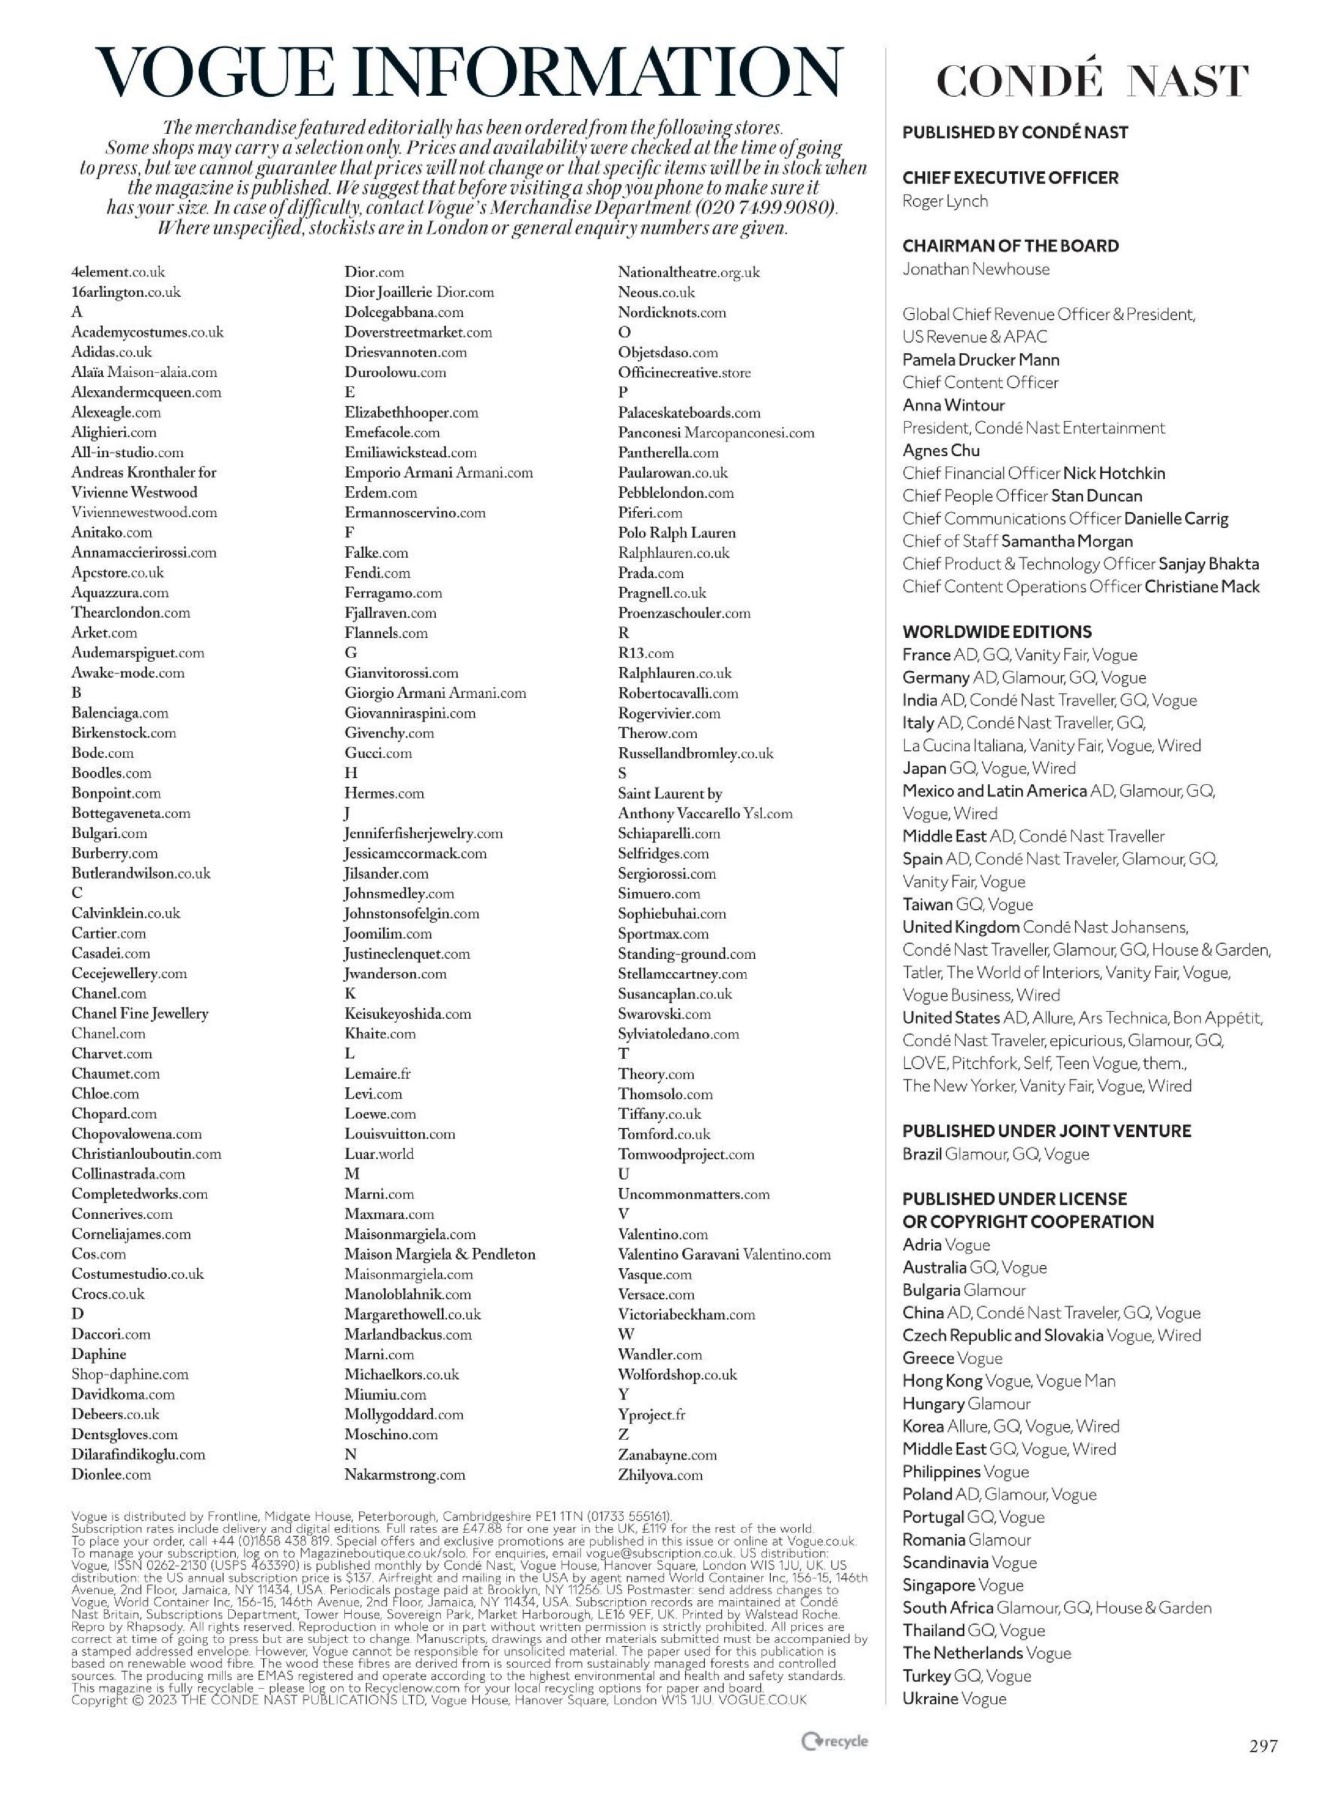 VOGUE INFORMATION
The merchandise featured editorially has been ordered from the following stores.
Some shops may carry a selection only. Prices and availability were checked at the time of going
to press, but we cannot guarantee that prices will not change or that specific items will be in stock when
the magazine is published. We suggest that before visiting a shop you phone to make sure it
has your size. In case of difficulty, contact Vogue's Merchandise Department (020 7499 9080).
Where unspecified, stockists are in London or general enquiry numbers are given.
4element.co.uk
16arlington.co.uk
A
Academycostumes.co.uk
Adidas.co.uk
Alaïa Maison-alaia.com
Alexandermcqueen.com
Alexeagle.com
Alighieri.com
All-in-studio.com
Andreas Kronthaler for
Vivienne Westwood
Viviennewestwood.com
Anitako.com
Annamaccierirossi.com
Apcstore.co.uk
Aquazzura.com
Thearclondon.com
Arket.com
Audemarspiguet.com
Awake-mode.com
B
Balenciaga.com
Birkenstock.com
Bode.com
Boodles.com
Bonpoint.com
Bottegaveneta.com
Bulgari.com
Burberry.com
Butlerandwilson.co.uk
C
Calvinklein.co.uk
Cartier.com
Casadei.com
Cecejewellery.com
Chanel.com
Chanel Fine Jewellery
Chanel.com
Charvet.com
Chaumet.com
Chloe.com
Chopard.com
Chopovalowena.com
Christianlouboutin.com
Collinastrada.com
Completedworks.com
Connerives.com
Corneliajames.com
Cos.com
Costumestudio.co.uk
Crocs.co.uk
D
Daccori.com
Daphine
Shop-daphine.com
Davidkoma.com
Debeers.co.uk
Dentsgloves.com
Dilarafindikoglu.com
Dionlee.com
Dior.com
Dior Joaillerie Dior.com
Dolcegabbana.com
Doverstreetmarket.com
Driesvannoten.com
Duroolowu.com
E
Elizabethhooper.com
Emefacole.com
Emiliawickstead.com
Emporio Armani Armani.com
Erdem.com
Ermannoscervino.com
F
Falke.com
Fendi.com
Ferragamo.com
Fjallraven.com
Flannels.com
G
Gianvitorossi.com
Giorgio Armani Armani.com
Giovanniraspini.com
Givenchy.com
Gucci.com
H
Hermes.com
J
Jenniferfisherjewelry.com
Jessicamccormack.com
Jilsander.com
Johnsmedley.com
Johnstonsofelgin.com
Joomilim.com
Justineclenquet.com
Jwanderson.com
K
Keisukeyoshida.com
Khaite.com
L
Lemaire.fr
Levi.com
Loewe.com
Louisvuitton.com
Luar.world
M
Marni.com
Maxmara.com
Maisonmargiela.com
Maison Margiela & Pendleton
Maisonmargiela.com
Manoloblahnik.com
Margarethowell.co.uk
Marlandbackus.com
Marni.com
Michaelkors.co.uk
Miumiu.com
Mollygoddard.com
Moschino.com
N
Nakarmstrong.com
Nationaltheatre.org.uk
Neous.co.uk
Nordicknots.com
O
Objetsdaso.com
Officinecreative.store
P
Palaceskateboards.com
Panconesi Marcopanconesi.com
Pantherella.com
Paularowan.co.uk
Pebblelondon.com
Piferi.com
Polo Ralph Lauren
Ralphlauren.co.uk
Prada.com
Pragnell.co.uk
Proenzaschouler.com
R
R13.com
Ralphlauren.co.uk
Robertocavalli.com
Rogervivier.com
Therow.com
Russellandbromley.co.uk
S
Saint Laurent by
Anthony Vaccarello Ysl.com
Schiaparelli.com
Selfridges.com
Sergiorossi.com
Simuero.com
Sophiebuhai.com
Sportmax.com
Standing-ground.com
Stellamccartney.com
Susancaplan.co.uk
Swarovski.com
Sylviatoledano.com
T
Theory.com
Thomsolo.com
Tiffany.co.uk
Tomford.co.uk
Tomwoodproject.com
U
Uncommonmatters.com
V
Valentino.com
Valentino Garavani Valentino.com
Vasque.com
Versace.com
Victoriabeckham.com
W
Wandler.com
Wolfordshop.co.uk
Y
Yproject.fr
Z
Zanabayne.com
Zhilyova.com
Vogue is distributed by Frontline, Midgate House, Peterborough, Cambridgeshire PE1 1TN (01733 555161).
Subscription rates include delivery and digital editions. Full rates are £47.88 for one year in the UK, £119 for the rest of the world.
To place your order, call +44 (0)1858 438 819. Special offers and exclusive promotions are published in this issue or online at Vogue.co.uk.
To manage your subscription, log on to Magazineboutique.co.uk/solo. For enquiries, email vogue@subscription.co.uk. US distribution:
Vogue, ISSN 0262-2130 (USPS 463390) is published monthly by Condé Nast, Vogue House, Hanover Square, London W1S 1JU, UK. US
distribution: the US annual subscription price is $137. Airfreight and mailing in the USA by agent named World Container Inc, 156-15, 146th
Avenue, 2nd Floor, Jamaica, NY 11434, USA. Periodicals postage paid at Brooklyn, NY 11256. US Postmaster: send address changes to
Vogue, World Container Inc, 156-15, 146th Avenue, 2nd Floor, Jamaica, NY 11434, USA. Subscription records are maintained at Condé
Nast Britain, Subscriptions Department, Tower House, Sovereign Park, Market Harborough, LE16 9EF, UK. Printed by Walstead Roche.
Repro by Rhapsody. All rights reserved. Reproduction in whole or in part without written permission is strictly prohibited. All prices are
correct at time of going to press but are subject to change. Manuscripts, drawings and other materials submitted must be accompanied by
a stamped addressed envelope. However, Vogue cannot be responsible for unsolicited material. The paper used for this publication is
based on renewable wood fibre. The wood these fibres are derived from is sourced from sustainably managed forests and controlled
sources. The producing mills are EMAS registered and operate according to the highest environmental and health and safety standards.
This magazine is fully recyclable – please log on to Recyclenow.com for your local recycling options for paper and board.
Copyright © 2023 THE CONDE NAST PUBLICATIONS LTD, Vogue House, Hanover Square, London W1S 1JU. VOGUE.CO.UK
recycle
CONDÉ NAST
PUBLISHED BY CONDÉ NAST
CHIEF EXECUTIVE OFFICER
Roger Lynch
CHAIRMAN OF THE BOARD
Jonathan Newhouse
Global Chief Revenue Officer & President,
US Revenue & APAC
Pamela Drucker Mann
Chief Content Officer
Anna Wintour
President, Condé Nast Entertainment
Agnes Chu
Chief Financial Officer Nick Hotchkin
Chief People Officer Stan Duncan
Chief Communications Officer Danielle Carrig
Chief of Staff Samantha Morgan
Chief Product & Technology Officer Sanjay Bhakta
Chief Content Operations Officer Christiane Mack
WORLDWIDE EDITIONS
France AD, GQ, Vanity Fair, Vogue
Germany AD, Glamour, GQ, Vogue
India AD, Condé Nast Traveller, GQ, Vogue
Italy AD, Condé Nast Traveller, GQ,
La Cucina Italiana, Vanity Fair, Vogue, Wired
Japan GQ, Vogue, Wired
Mexico and Latin America AD, Glamour, GQ,
Vogue, Wired
Middle East AD, Condé Nast Traveller
Spain AD, Condé Nast Traveler, Glamour, GQ,
Vanity Fair, Vogue
Taiwan GQ, Vogue
United Kingdom Condé Nast Johansens,
Condé Nast Traveller, Glamour, GQ, House & Garden,
Tatler, The World of Interiors, Vanity Fair, Vogue,
Vogue Business, Wired
United States AD, Allure, Ars Technica, Bon Appétit,
Condé Nast Traveler, epicurious, Glamour, GQ,
LOVE, Pitchfork, Self, Teen Vogue, them.,
The New Yorker, Vanity Fair, Vogue, Wired
PUBLISHED UNDER JOINT VENTURE
Brazil Glamour, GQ, Vogue
PUBLISHED UNDER LICENSE
OR COPYRIGHT COOPERATION
Adria Vogue
Australia GQ, Vogue
Bulgaria Glamour
China AD, Condé Nast Traveler, GQ, Vogue
Czech Republic and Slovakia Vogue, Wired
Greece Vogue
Hong Kong Vogue, Vogue Man
Hungary Glamour
Korea Allure, GQ, Vogue, Wired
Middle East GQ, Vogue, Wired
Philippines Vogue
Poland AD, Glamour, Vogue
Portugal GQ, Vogue
Romania Glamour
Scandinavia Vogue
Singapore Vogue
South Africa Glamour, GQ, House & Garden
Thailand GQ, Vogue
The Netherlands Vogue
Turkey GQ, Vogue
Ukraine Vogue
297